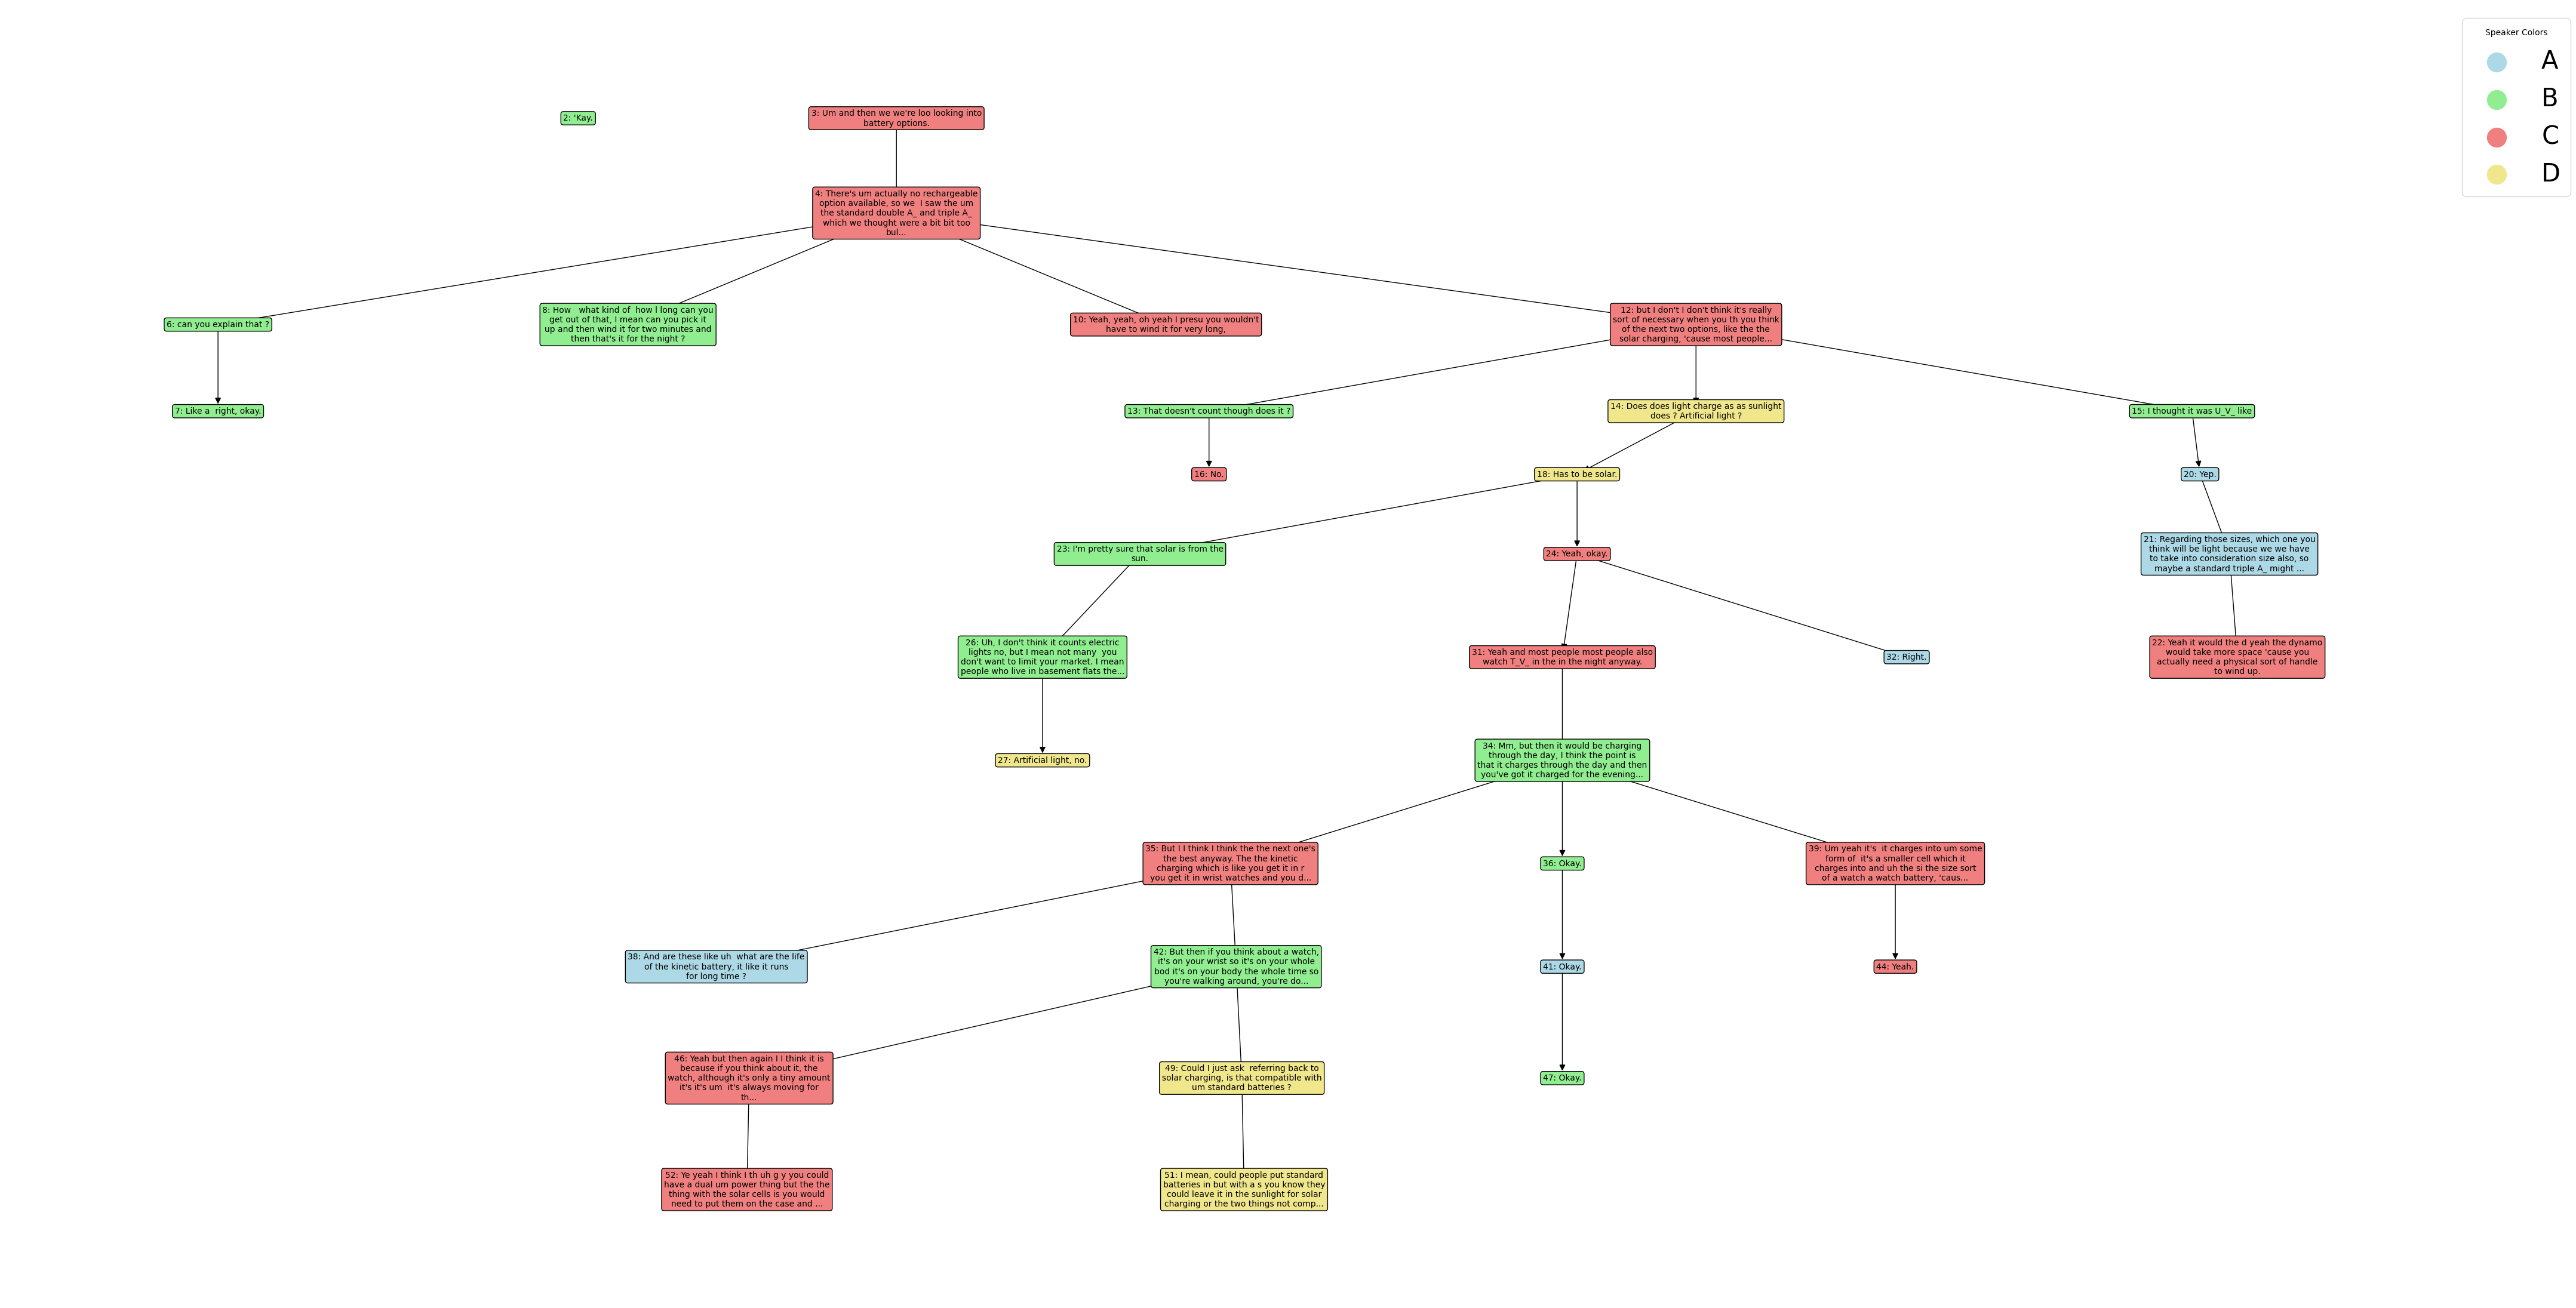 Speaker Colors
A
B
C
D
2: 'Kay.
3: Um and then we we're loo looking into
battery options.
4: There's um actually no rechargeable
option available, so we  I saw the um
the standard double A_ and triple A_
which we thought were a bit bit too
bul...
6: can you explain that ?
8: How   what kind of  how l long can you
get out of that, I mean can you pick it
up and then wind it for two minutes and
then that's it for the night ?
10: Yeah, yeah, oh yeah I presu you wouldn't
have to wind it for very long,
12: but I don't I don't think it's really
sort of necessary when you th you think
of the next two options, like the the
solar charging, 'cause most people...
7: Like a  right, okay.
13: That doesn't count though does it ?
14: Does does light charge as as sunlight
does ? Artificial light ?
15: I thought it was U_V_ like
16: No.
18: Has to be solar.
20: Yep.
23: I'm pretty sure that solar is from the
sun.
24: Yeah, okay.
21: Regarding those sizes, which one you
think will be light because we we have
to take into consideration size also, so
maybe a standard triple A_ might ...
26: Uh, I don't think it counts electric
lights no, but I mean not many  you
don't want to limit your market. I mean
people who live in basement flats the...
31: Yeah and most people most people also
watch T_V_ in the in the night anyway.
32: Right.
22: Yeah it would the d yeah the dynamo
would take more space 'cause you
actually need a physical sort of handle
to wind up.
27: Artificial light, no.
34: Mm, but then it would be charging
through the day, I think the point is
that it charges through the day and then
you've got it charged for the evening...
35: But I I think I think the the next one's
the best anyway. The the kinetic
charging which is like you get it in r
you get it in wrist watches and you d...
36: Okay.
39: Um yeah it's  it charges into um some
form of  it's a smaller cell which it
charges into and uh the si the size sort
of a watch a watch battery, 'caus...
38: And are these like uh  what are the life
of the kinetic battery, it like it runs
for long time ?
42: But then if you think about a watch,
it's on your wrist so it's on your whole
bod it's on your body the whole time so
you're walking around, you're do...
41: Okay.
44: Yeah.
46: Yeah but then again I I think it is
because if you think about it, the
watch, although it's only a tiny amount
it's it's um  it's always moving for
th...
49: Could I just ask  referring back to
solar charging, is that compatible with
um standard batteries ?
47: Okay.
52: Ye yeah I think I th uh g y you could
have a dual um power thing but the the
thing with the solar cells is you would
need to put them on the case and ...
51: I mean, could people put standard
batteries in but with a s you know they
could leave it in the sunlight for solar
charging or the two things not comp...